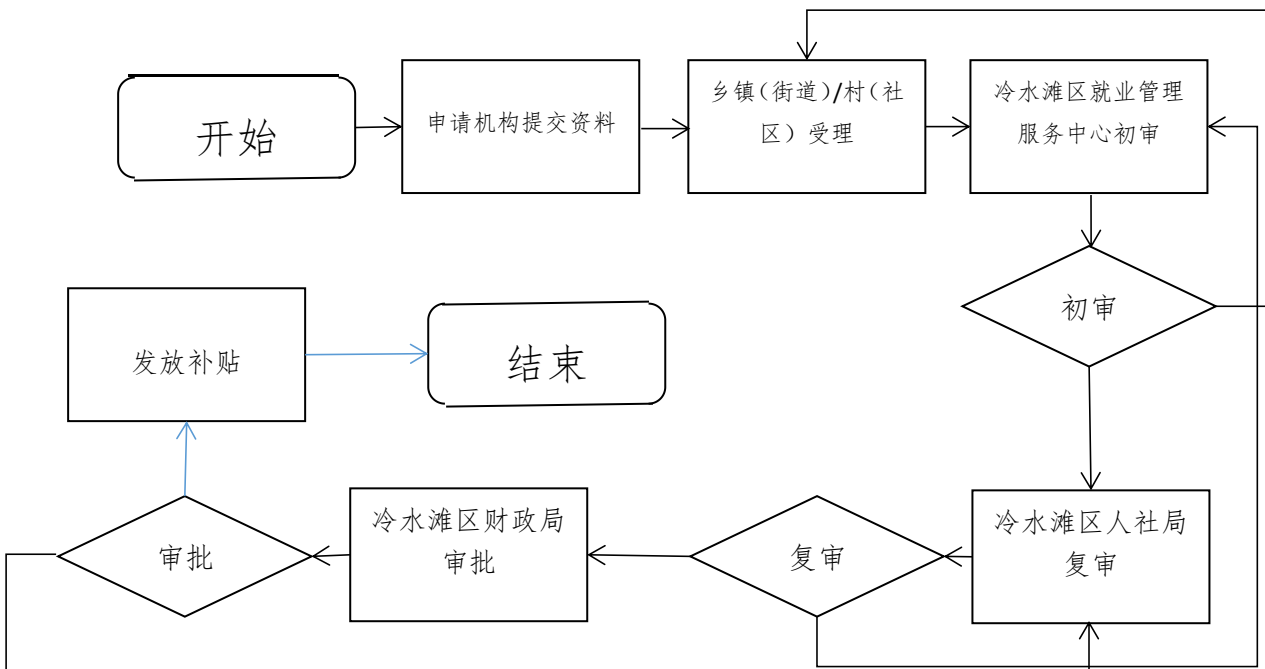 开始
申请机构提交资料
乡镇（街道）/村（社
区）受理
冷水滩区就业管理
服务中心初审
初审
冷水滩区人社局
复审
复审
冷水滩区财政局
审批
审批
发放补贴
结束